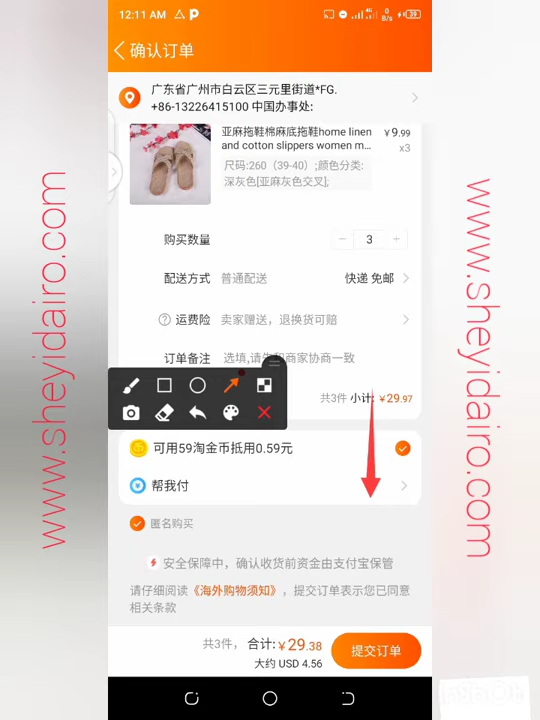 12:11 AM
4G
0
B/s
39
确认订单
广东省广州市白云区三元里街道*FG.
+86-13226415100 中国办事处:
亚麻拖鞋棉麻底拖鞋home linen
¥9.99
and cotton slippers women m...
x3
尺码:260（39-40）;颜色分类:
深灰色[亚麻灰色交叉];
购买数量
− 3 +
配送方式 普通配送 快递 免邮
? 运费险 卖家赠送，退换货可赔
订单备注 选填,请先和商家协商一致
共3件 小计: ¥29.97
可用59淘金币抵用0.59元
帮我付
匿名购买
安全保障中，确认收货前资金由支付宝保管
请仔细阅读《海外购物须知》，提交订单表示您已同意
相关条款
共3件， 合计: ¥29.38
大约 USD 4.56
提交订单
www.sheyidairo.com
www.sheyidairo.com